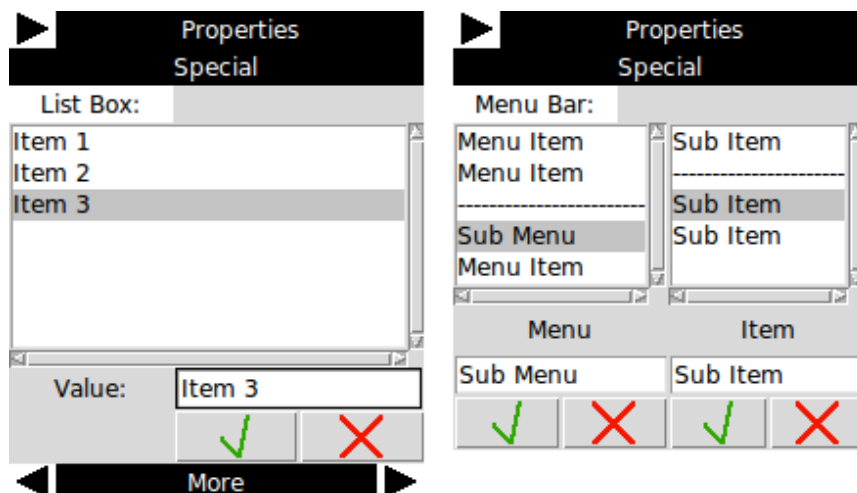 Properties
Special
List Box:
Item 1
Item 2
Item 3
Value:
Item 3
More
Properties
Special
Menu Bar:
Menu Item
Menu Item
------------------------
Sub Menu
Menu Item
Sub Item
----------------------
Sub Item
Sub Item
Menu
Item
Sub Menu
Sub Item